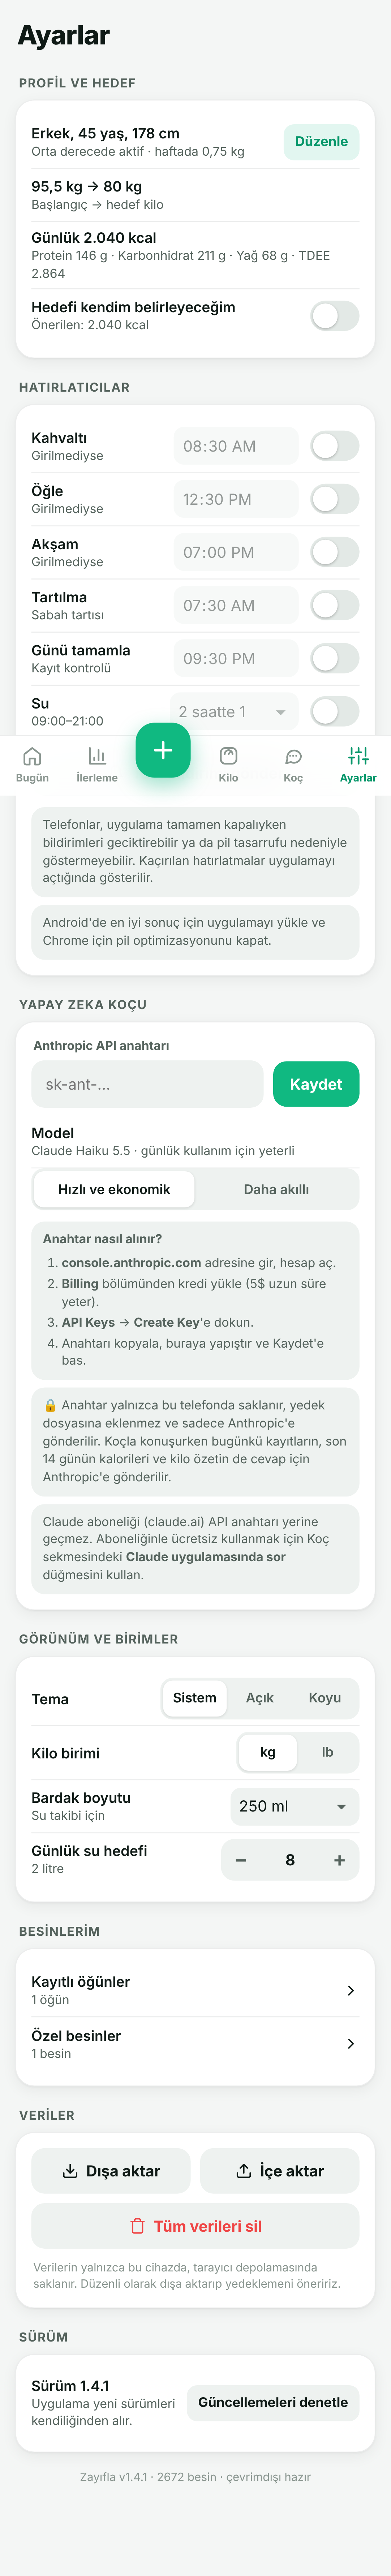 Ayarlar
PROFİL VE HEDEF
Erkek, 45 yaş, 178 cm
Orta derecede aktif · haftada 0,75 kg
Düzenle
95,5 kg → 80 kg
Başlangıç → hedef kilo
Günlük 2.040 kcal
Protein 146 g · Karbonhidrat 211 g · Yağ 68 g · TDEE
2.864
Hedefi kendim belirleyeceğim
Önerilen: 2.040 kcal
HATIRLATICILAR
Kahvaltı
Girilmediyse
08:30 AM
Öğle
Girilmediyse
12:30 PM
Akşam
Girilmediyse
07:00 PM
Tartılma
Sabah tartısı
07:30 AM
Günü tamamla
Kayıt kontrolü
09:30 PM
Su
09:00–21:00
2 saatte 1
Bugün
İlerleme
Kilo
Koç
Ayarlar
Telefonlar, uygulama tamamen kapalıyken
bildirimleri geciktirebilir ya da pil tasarrufu nedeniyle
göstermeyebilir. Kaçırılan hatırlatmalar uygulamayı
açtığında gösterilir.
Android'de en iyi sonuç için uygulamayı yükle ve
Chrome için pil optimizasyonunu kapat.
YAPAY ZEKA KOÇU
Anthropic API anahtarı
sk-ant-...
Kaydet
Model
Claude Haiku 5.5 · günlük kullanım için yeterli
Hızlı ve ekonomik
Daha akıllı
Anahtar nasıl alınır?
1. console.anthropic.com adresine gir, hesap aç.
2. Billing bölümünden kredi yükle (5$ uzun süre
yeter).
3. API Keys → Create Key'e dokun.
4. Anahtarı kopyala, buraya yapıştır ve Kaydet'e
bas.
🔒 Anahtar yalnızca bu telefonda saklanır, yedek
dosyasına eklenmez ve sadece Anthropic'e
gönderilir. Koçla konuşurken bugünkü kayıtların, son
14 günün kalorileri ve kilo özetin de cevap için
Anthropic'e gönderilir.
Claude aboneliği (claude.ai) API anahtarı yerine
geçmez. Aboneliğinle ücretsiz kullanmak için Koç
sekmesindeki Claude uygulamasında sor
düğmesini kullan.
GÖRÜNÜM VE BİRİMLER
Tema
Sistem
Açık
Koyu
Kilo birimi
kg
lb
Bardak boyutu
Su takibi için
250 ml
Günlük su hedefi
2 litre
− 8 +
BESİNLERİM
Kayıtlı öğünler
1 öğün
Özel besinler
1 besin
VERİLER
Dışa aktar
İçe aktar
Tüm verileri sil
Verilerin yalnızca bu cihazda, tarayıcı depolamasında
saklanır. Düzenli olarak dışa aktarıp yedeklemeni öneririz.
SÜRÜM
Sürüm 1.4.1
Uygulama yeni sürümleri
kendiliğinden alır.
Güncellemeleri denetle
Zayıfla v1.4.1 · 2672 besin · çevrimdışı hazır